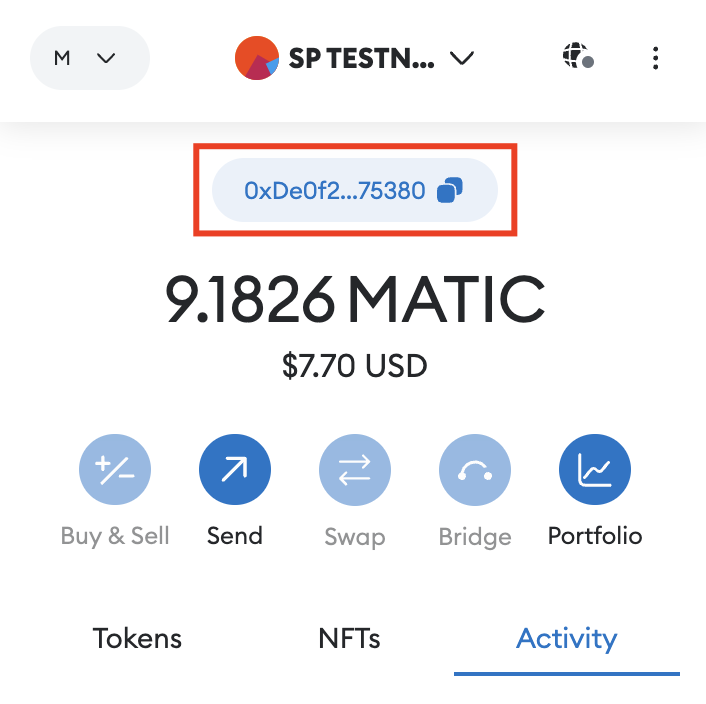 M
SP TESTN...
0xDe0f2...75380
9.1826 MATIC
$7.70 USD
Buy & Sell Send Swap Bridge Portfolio
Tokens NFTs Activity